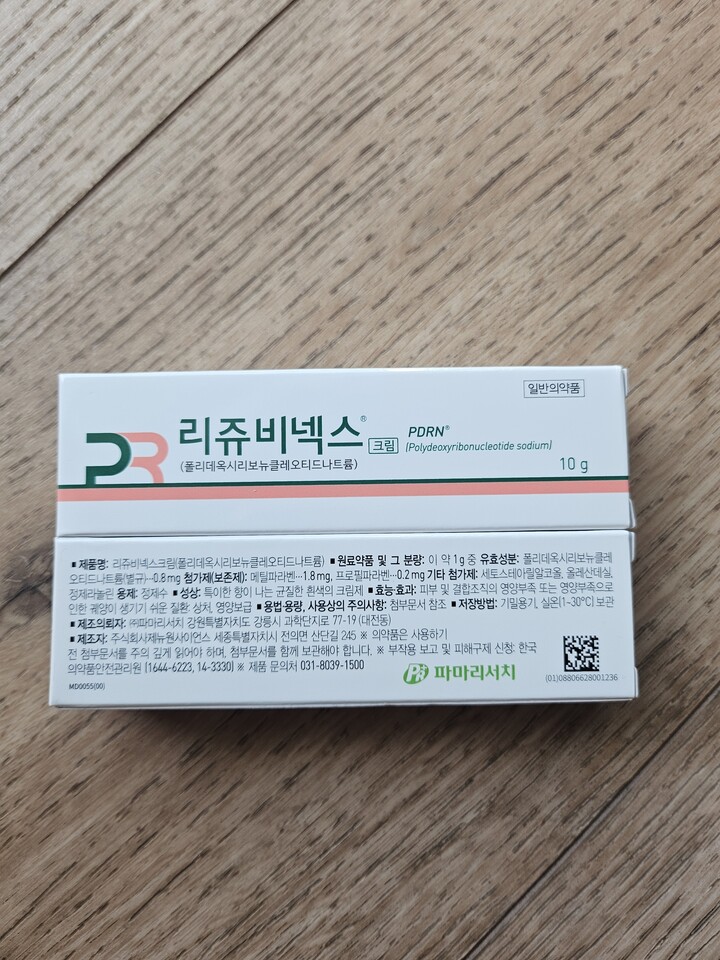 일반의약품
PR 리쥬비넥스® 크림 PDRN®
(폴리데옥시리보뉴클레오티드나트륨) (Polydeoxyribonucleotide sodium)
10 g
■ 제품명: 리쥬비넥스크림(폴리데옥시리보뉴클레오티드나트륨) ■ 원료약품 및 그 분량: 이 약 1g 중 유효성분: 폴리데옥시리보뉴클레
오티드나트륨(별규)…0.8mg 첨가제(보존제): 메틸파라벤…1.8mg, 프로필파라벤…0.2mg 기타 첨가제: 세토스테아릴알코올, 올레산데실,
정제라놀린 용제: 정제수 ■ 성상: 특이한 향이 나는 균질한 흰색의 크림제 ■ 효능·효과: 피부 및 결합조직의 영양부족 또는 영양부족으로
인한 궤양이 생기기 쉬운 질환: 상처, 영양보급 ■ 용법·용량, 사용상의 주의사항: 첨부문서 참조 ■ 저장방법: 기밀용기, 실온(1~30°C) 보관
■ 제조의뢰자: ㈜파마리서치 강원특별자치도 강릉시 과학단지로 77-19 (대전동)
■ 제조자: 주식회사제뉴원사이언스 세종특별자치시 전의면 산단길 245 ※ 의약품은 사용하기
전 첨부문서를 주의 깊게 읽어야 하며, 첨부문서를 함께 보관해야 합니다. ※ 부작용 보고 및 피해구제 신청: 한국
의약품안전관리원 (1644-6223, 14-3330) ※ 제품 문의처 031-8039-1500
파마리서치
(01)08806628001236
MD0055(00)